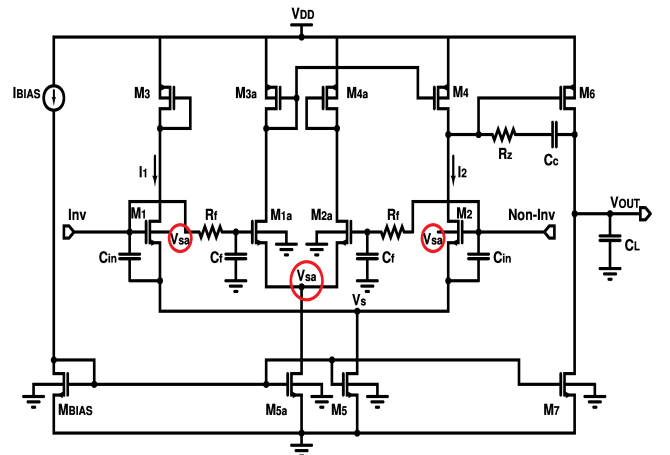 VDD
IBIAS
M3
M3a
M4a
M4
M6
Rz
Cc
I1
I2
Inv
M1
Rf
M1a
M2a
Rf
M2
Non-Inv
VOUT
Vsa
Vsa
Cin
Cf
Cf
Cin
CL
Vsa
Vs
MBIAS
M5a
M5
M7